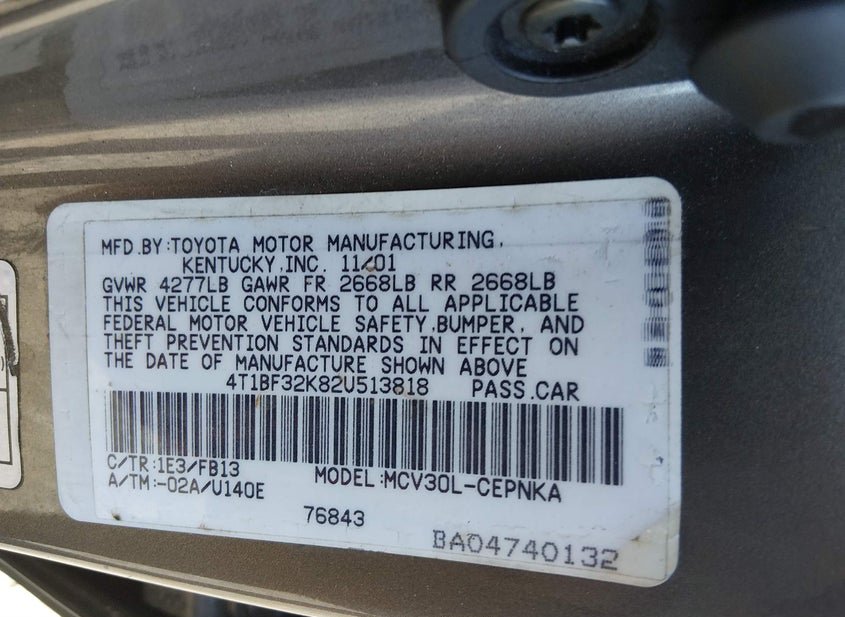 MFD.BY:TOYOTA MOTOR MANUFACTURING,
KENTUCKY,INC. 11/01
GVWR 4277LB GAWR FR 2668LB RR 2668LB
THIS VEHICLE CONFORMS TO ALL APPLICABLE
FEDERAL MOTOR VEHICLE SAFETY,BUMPER, AND
THEFT PREVENTION STANDARDS IN EFFECT ON
THE DATE OF MANUFACTURE SHOWN ABOVE
4T1BF32K82U513818 PASS.CAR
C/TR:1E3/FB13 MODEL:MCV30L-CEPNKA
A/TM:-02A/U140E
76843
BA04740132